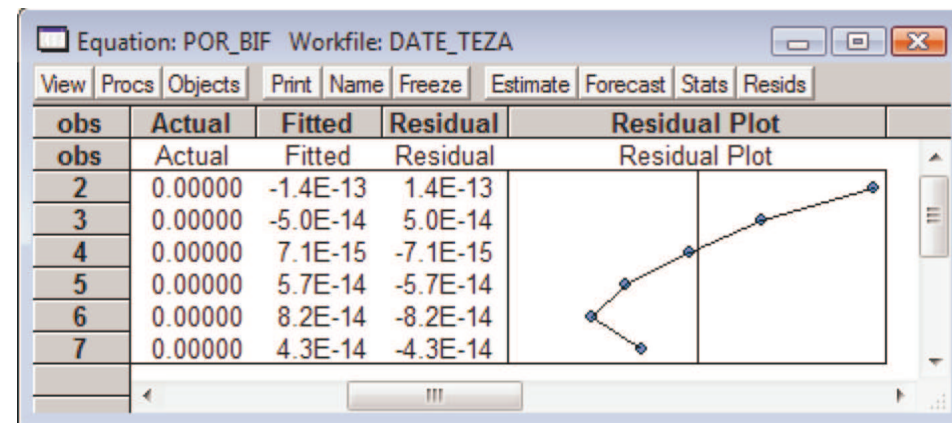 Equation: POR_BIF Workfile: DATE_TEZA
View Procs Objects Print Name Freeze Estimate Forecast Stats Resids
obs Actual Fitted Residual Residual Plot
obs Actual Fitted Residual Residual Plot
2 0.00000 -1.4E-13 1.4E-13
3 0.00000 -5.0E-14 5.0E-14
4 0.00000 7.1E-15 -7.1E-15
5 0.00000 5.7E-14 -5.7E-14
6 0.00000 8.2E-14 -8.2E-14
7 0.00000 4.3E-14 -4.3E-14